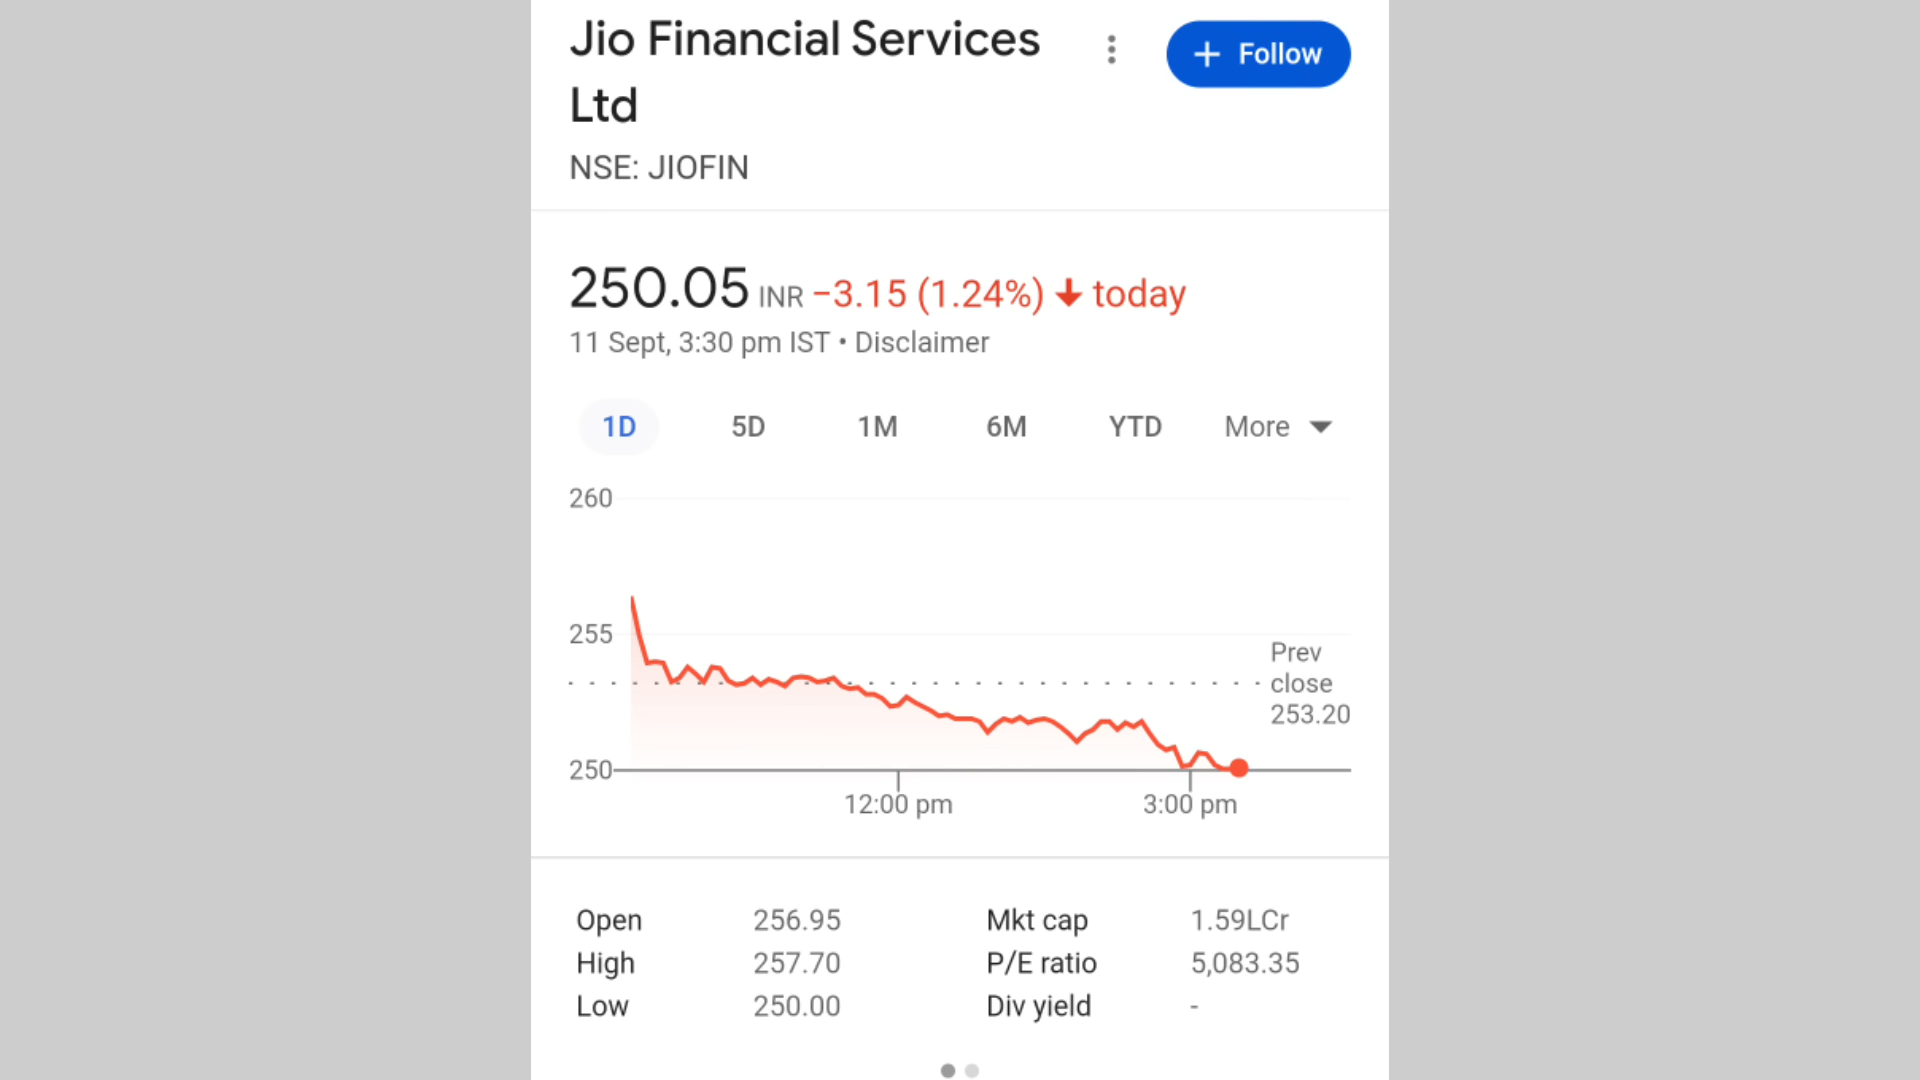 Jio Financial Services
Ltd
+ Follow
NSE: JIOFIN
250.05 INR −3.15 (1.24%) ↓ today
11 Sept, 3:30 pm IST • Disclaimer
1D 5D 1M 6M YTD More
260
255
250
Prev
close
253.20
12:00 pm 3:00 pm
Open 256.95 Mkt cap 1.59LCr
High 257.70 P/E ratio 5,083.35
Low 250.00 Div yield -